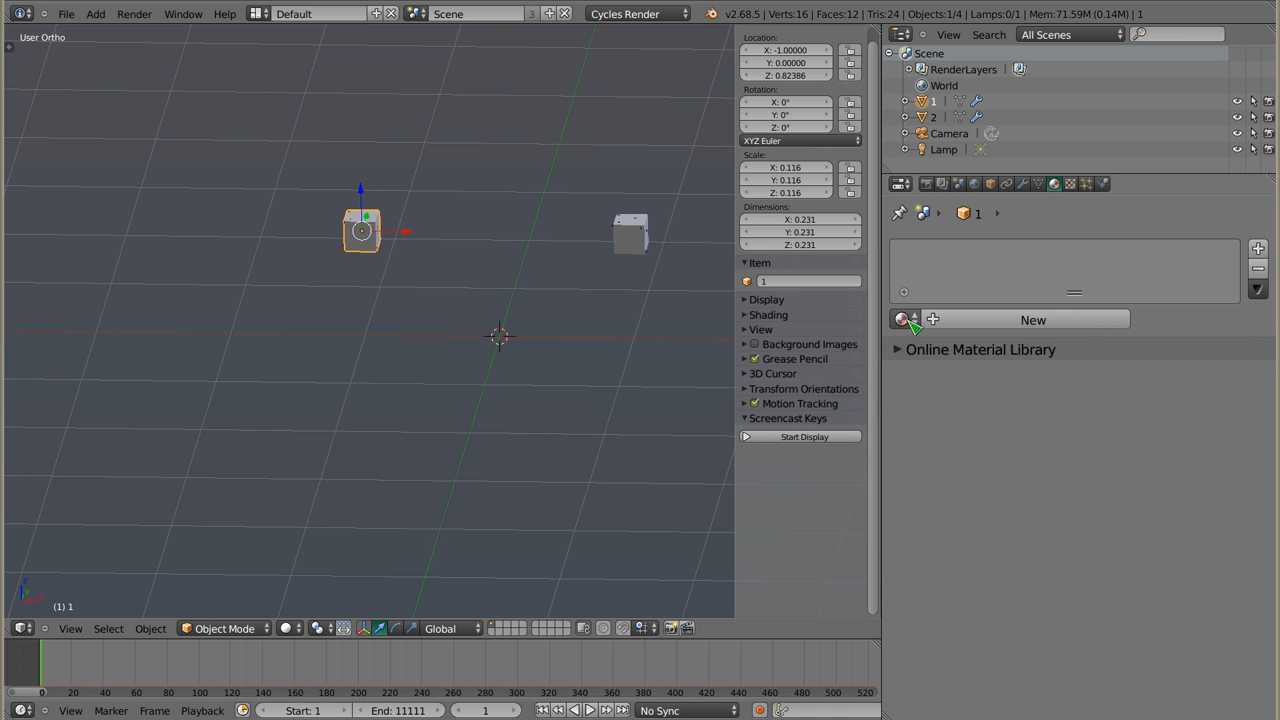 File Add Render Window Help Default Scene 3 Cycles Render v2.68.5 | Verts:16 | Faces:12 | Tris:24 | Objects:1/4 | Lamps:0/1 | Mem:71.59M (0.14M) | 1
User Ortho
Location:
X: -1.00000
Y: 0.00000
Z: 0.82386
Rotation:
X: 0°
Y: 0°
Z: 0°
XYZ Euler
Scale:
X: 0.116
Y: 0.116
Z: 0.116
Dimensions:
X: 0.231
Y: 0.231
Z: 0.231
Item
1
Display
Shading
View
Background Images
Grease Pencil
3D Cursor
Transform Orientations
Motion Tracking
Screencast Keys
Start Display
View Search All Scenes
Scene
RenderLayers |
World
1
2
Camera
Lamp
1
New
Online Material Library
(1) 1
View Select Object Object Mode Global
0 20 40 60 80 100 120 140 160 180 200 220 240 260 280 300 320 340 360 380 400 420 440 460 480 500 520
View Marker Frame Playback Start: 1 End: 11111 1 No Sync